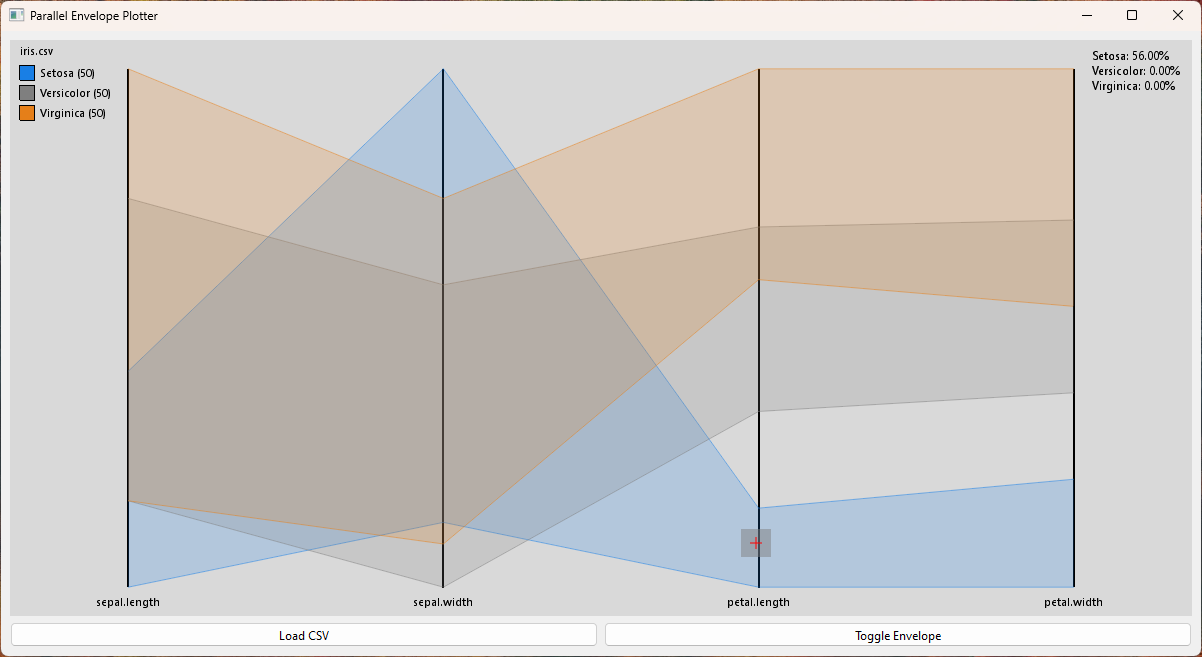 Parallel Envelope Plotter
iris.csv
Setosa (50)
Versicolor (50)
Virginica (50)
Setosa: 56.00%
Versicolor: 0.00%
Virginica: 0.00%
sepal.length
sepal.width
petal.length
petal.width
Load CSV
Toggle Envelope